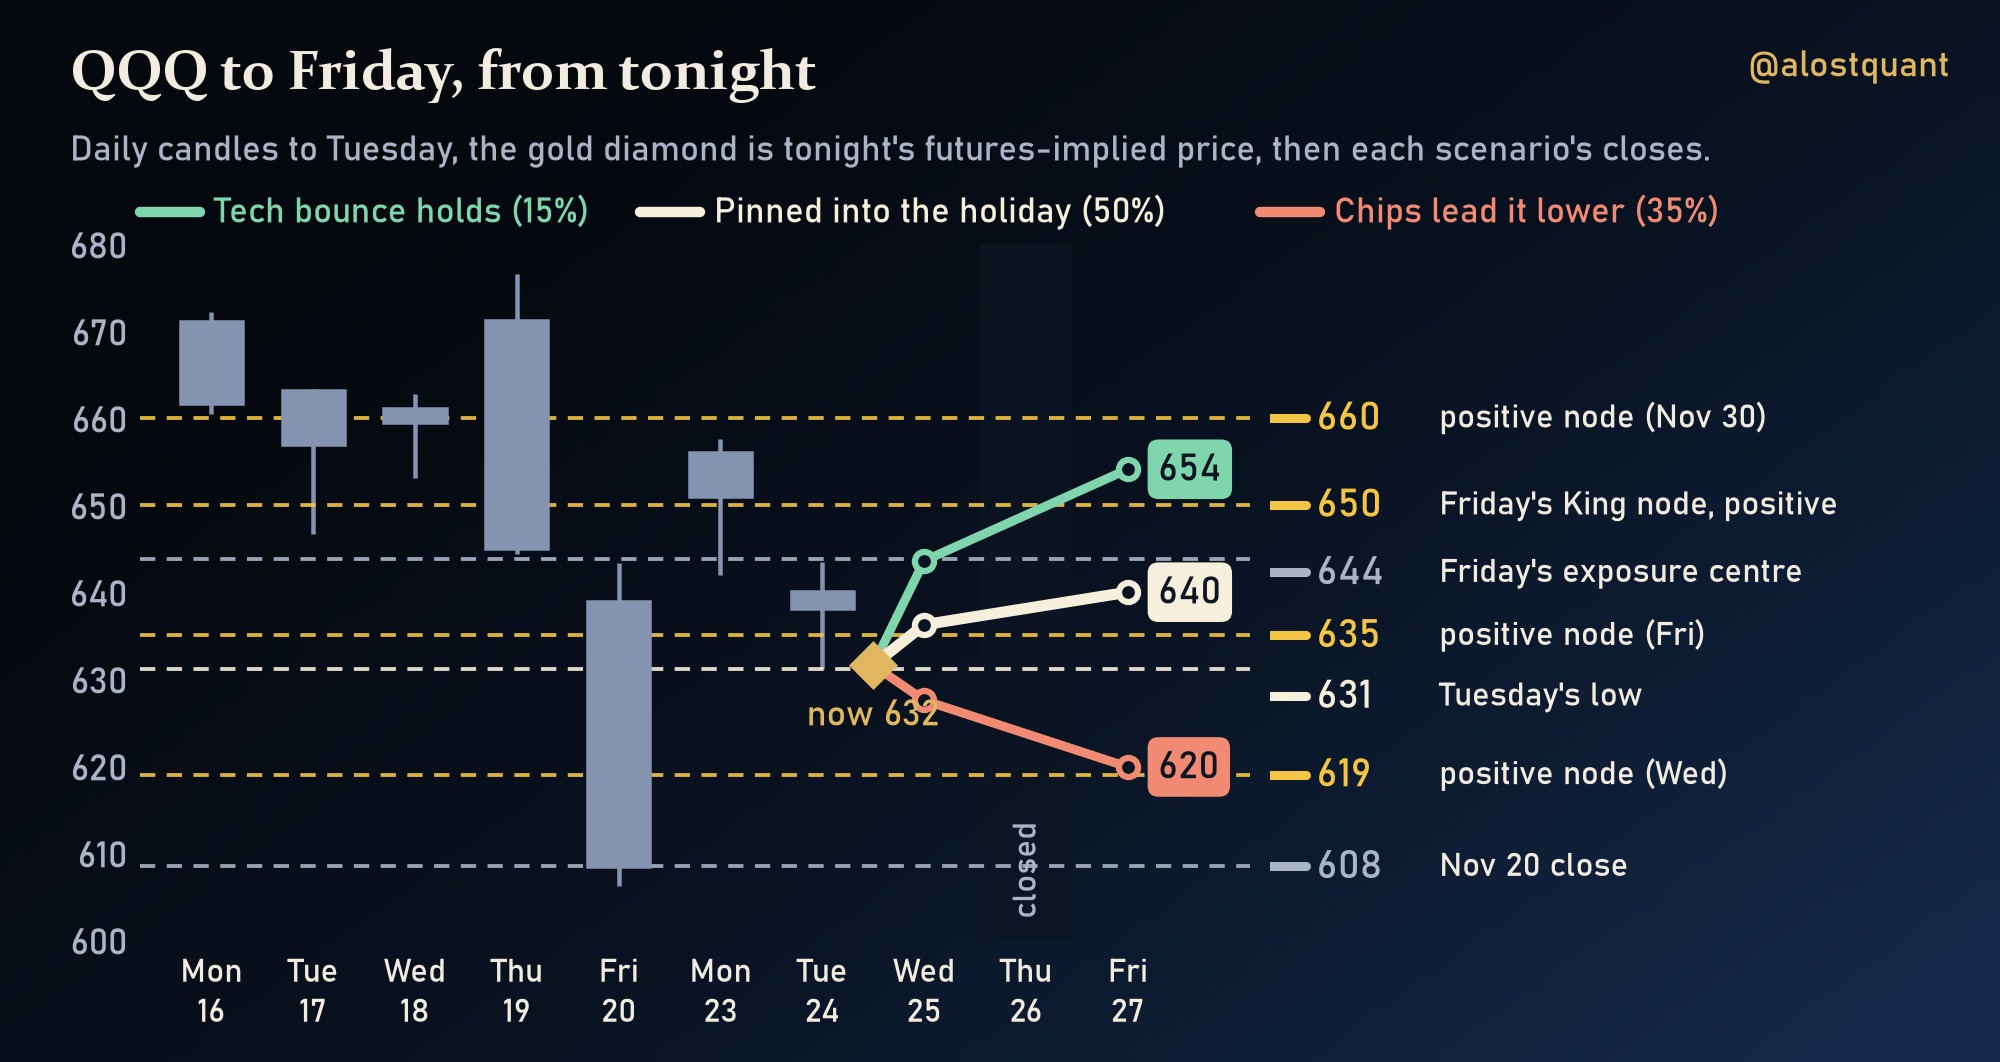 QQQ to Friday, from tonight
@alostquant
Daily candles to Tuesday, the gold diamond is tonight's futures-implied price, then each scenario's closes.
Tech bounce holds (15%)
Pinned into the holiday (50%)
Chips lead it lower (35%)
680
670
660
650
640
630
620
610
600
now 632
654
640
620
closed
660 positive node (Nov 30)
650 Friday's King node, positive
644 Friday's exposure centre
635 positive node (Fri)
631 Tuesday's low
619 positive node (Wed)
608 Nov 20 close
Mon Tue Wed Thu Fri Mon Tue Wed Thu Fri
16 17 18 19 20 23 24 25 26 27